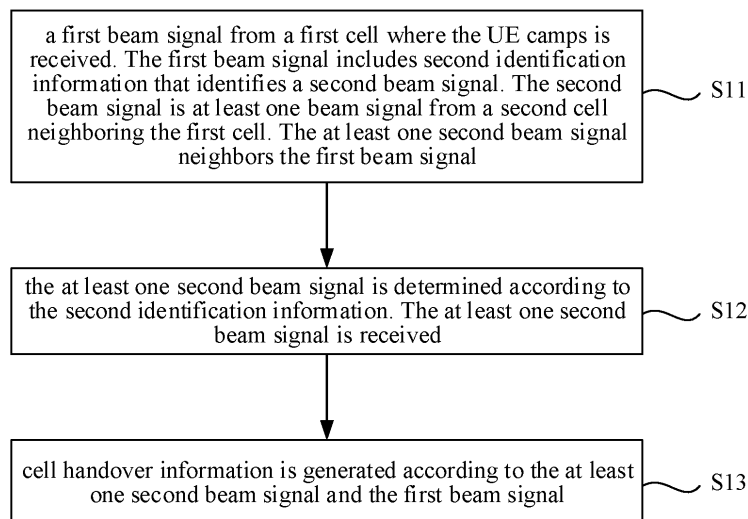 a first beam signal from a first cell where the UE camps is
received. The first beam signal includes second identification
information that identifies a second beam signal. The second
beam signal is at least one beam signal from a second cell
neighboring the first cell. The at least one second beam signal
neighbors the first beam signal
S11
the at least one second beam signal is determined according to
the second identification information. The at least one second
beam signal is received
S12
cell handover information is generated according to the at least
one second beam signal and the first beam signal
S13